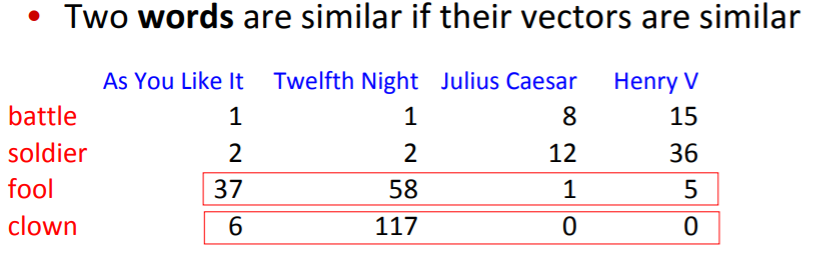 • Two words are similar if their vectors are similar
As You Like It Twelfth Night Julius Caesar Henry V
battle 1 1 8 15
soldier 2 2 12 36
fool 37 58 1 5
clown 6 117 0 0